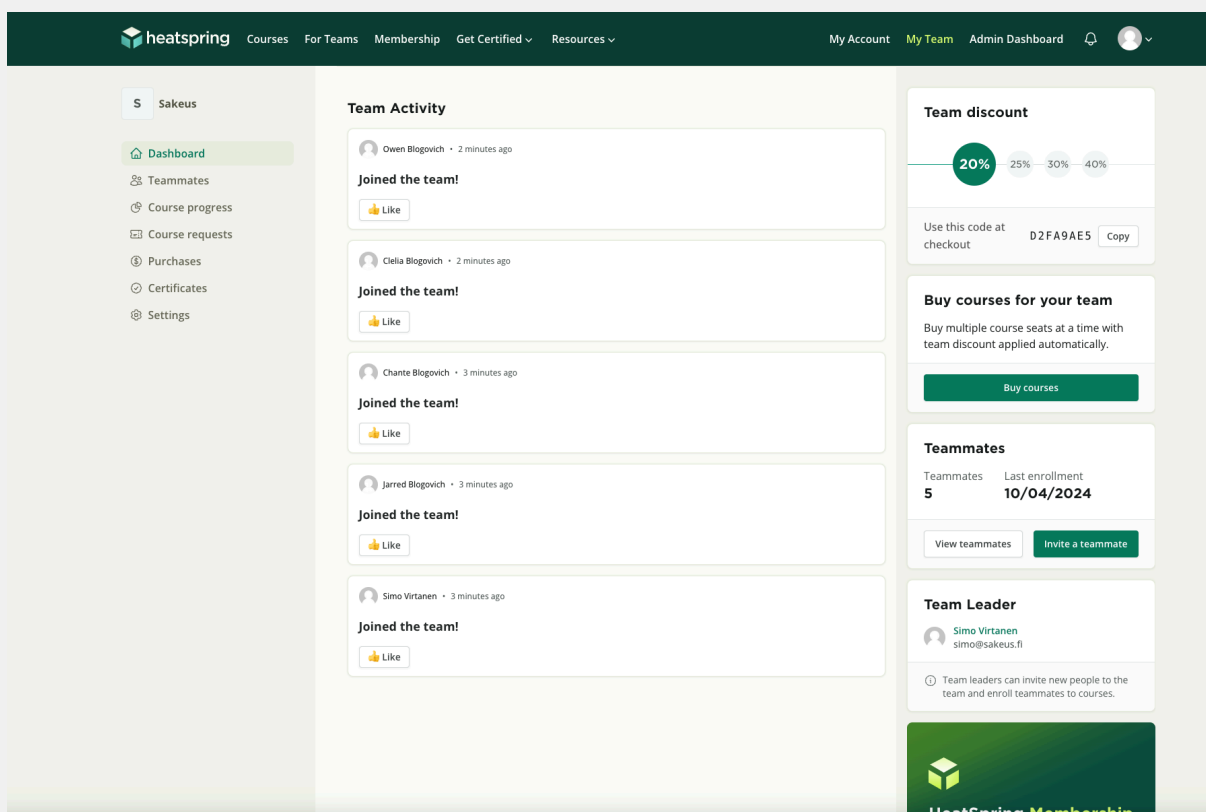 heatspring Courses For Teams Membership Get Certified Resources My Account My Team Admin Dashboard
S Sakeus
Dashboard
Teammates
Course progress
Course requests
Purchases
Certificates
Settings
Team Activity
Owen Blogovich • 2 minutes ago
Joined the team!
👍 Like
Clelia Blogovich • 2 minutes ago
Joined the team!
👍 Like
Chante Blogovich • 3 minutes ago
Joined the team!
👍 Like
Jarred Blogovich • 3 minutes ago
Joined the team!
👍 Like
Simo Virtanen • 3 minutes ago
Joined the team!
👍 Like
Team discount
20% 25% 30% 40%
Use this code at
checkout
D2FA9AE5 Copy
Buy courses for your team
Buy multiple course seats at a time with
team discount applied automatically.
Buy courses
Teammates
Teammates Last enrollment
5 10/04/2024
View teammates Invite a teammate
Team Leader
Simo Virtanen
simo@sakeus.fi
Team leaders can invite new people to the
team and enroll teammates to courses.
HeatSpring Membership